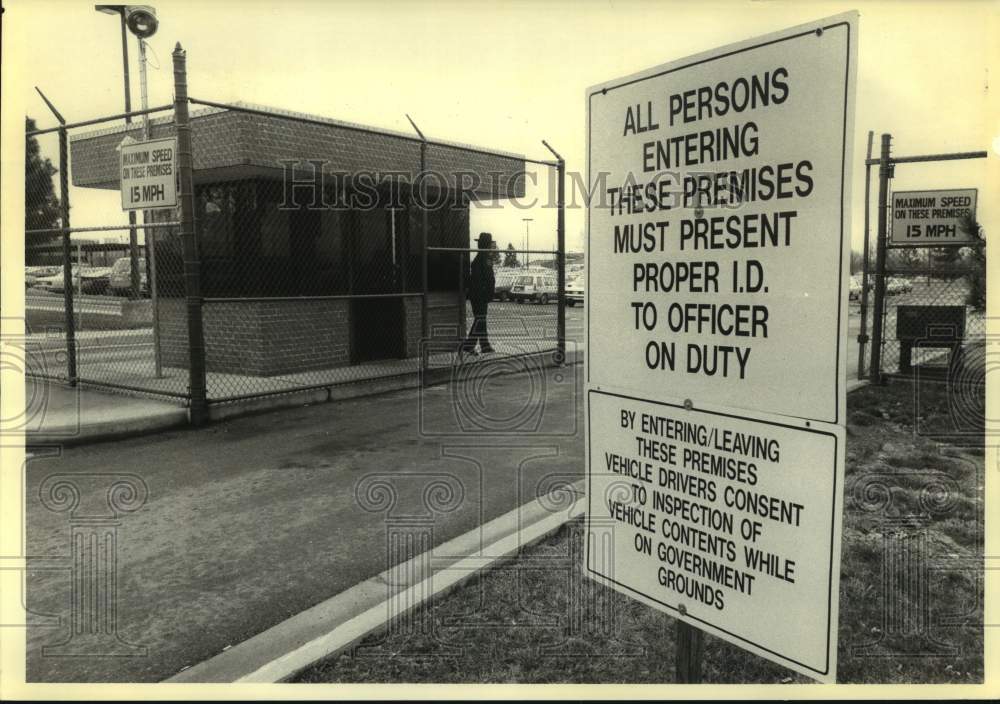 MAXIMUM SPEED
ON THESE PREMISES
15 MPH
ALL PERSONS
ENTERING
THESE PREMISES
MUST PRESENT
PROPER I.D.
TO OFFICER
ON DUTY
BY ENTERING/LEAVING
THESE PREMISES
VEHICLE DRIVERS CONSENT
TO INSPECTION OF
VEHICLE CONTENTS WHILE
ON GOVERNMENT
GROUNDS
MAXIMUM SPEED
ON THESE PREMISES
15 MPH
HISTORIC IMAGES